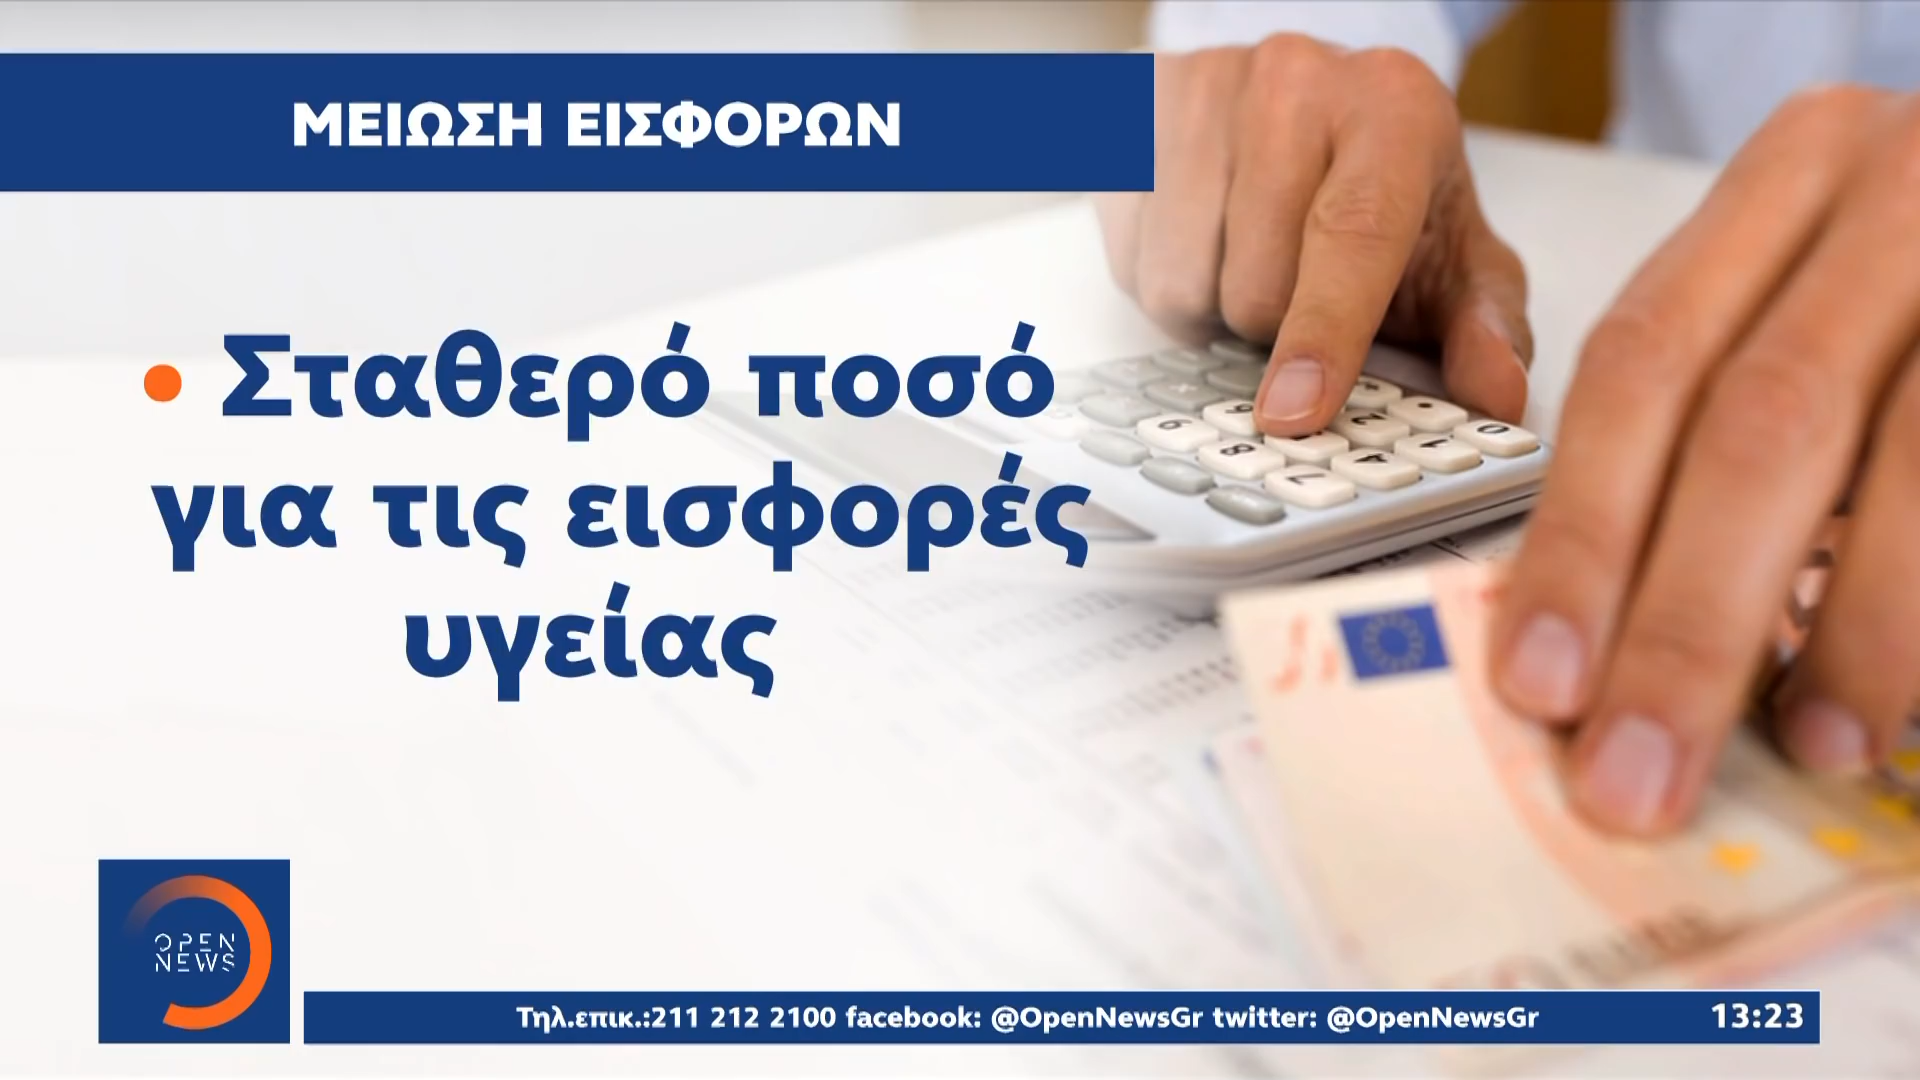 ΜΕΙΩΣΗ ΕΙΣΦΟΡΩΝ
• Σταθερό ποσό
για τις εισφορές
υγείας
OPEN
NEWS
Τηλ.επικ.:211 212 2100 facebook: @OpenNewsGr twitter: @OpenNewsGr
13:23